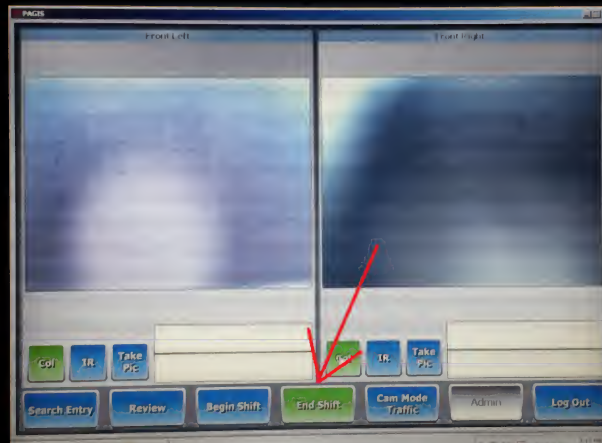 PAGIS
Front Left
Front Right
Col
IR
Take
Pic
Col
IR
Take
Pic
Search Entry
Review
Begin Shift
End Shift
Cam Mode
Traffic
Admin
Log Out